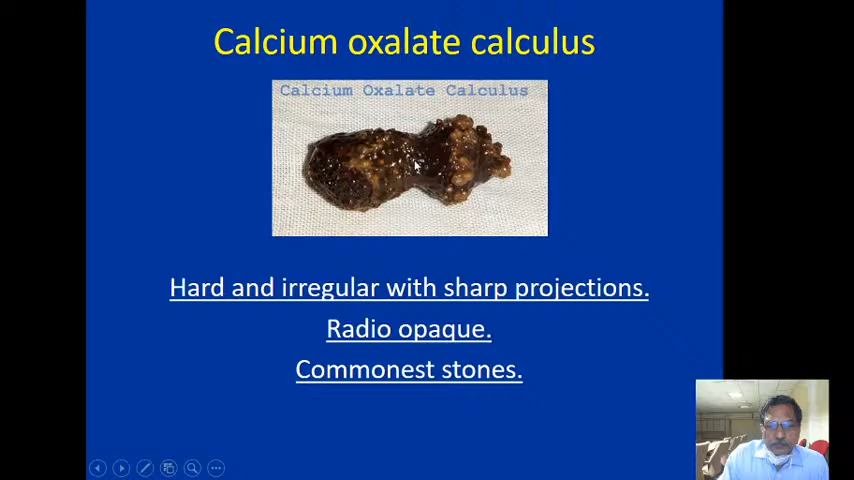 Calcium oxalate calculus
Calcium Oxalate Calculus
Hard and irregular with sharp projections.
Radio opaque.
Commonest stones.